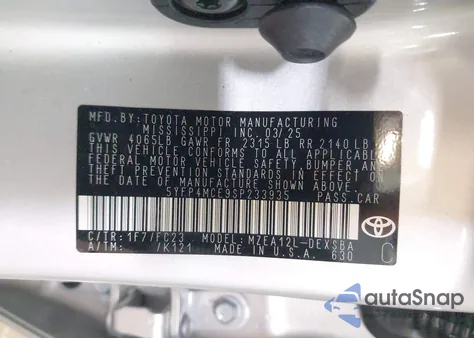 MFD.BY: TOYOTA MOTOR MANUFACTURING
MISSISSIPPI, INC. 03/25
GVWR 4065LB GAWR FR 2315 LB RR 2140 LB
THIS VEHICLE CONFORMS TO ALL APPLICABLE
FEDERAL MOTOR VEHICLE SAFETY, BUMPER, AND
THEFT PREVENTION STANDARDS IN EFFECT ON
THE DATE OF MANUFACTURE SHOWN ABOVE.
5YFP4MCE9SP233935 PASS.CAR
C/TR: 1F7/FC23 MODEL: MZEA12L-DEXSBA
A/TM: /K121 MADE IN U.S.A. 630
TOYOTA
C
autoSnap